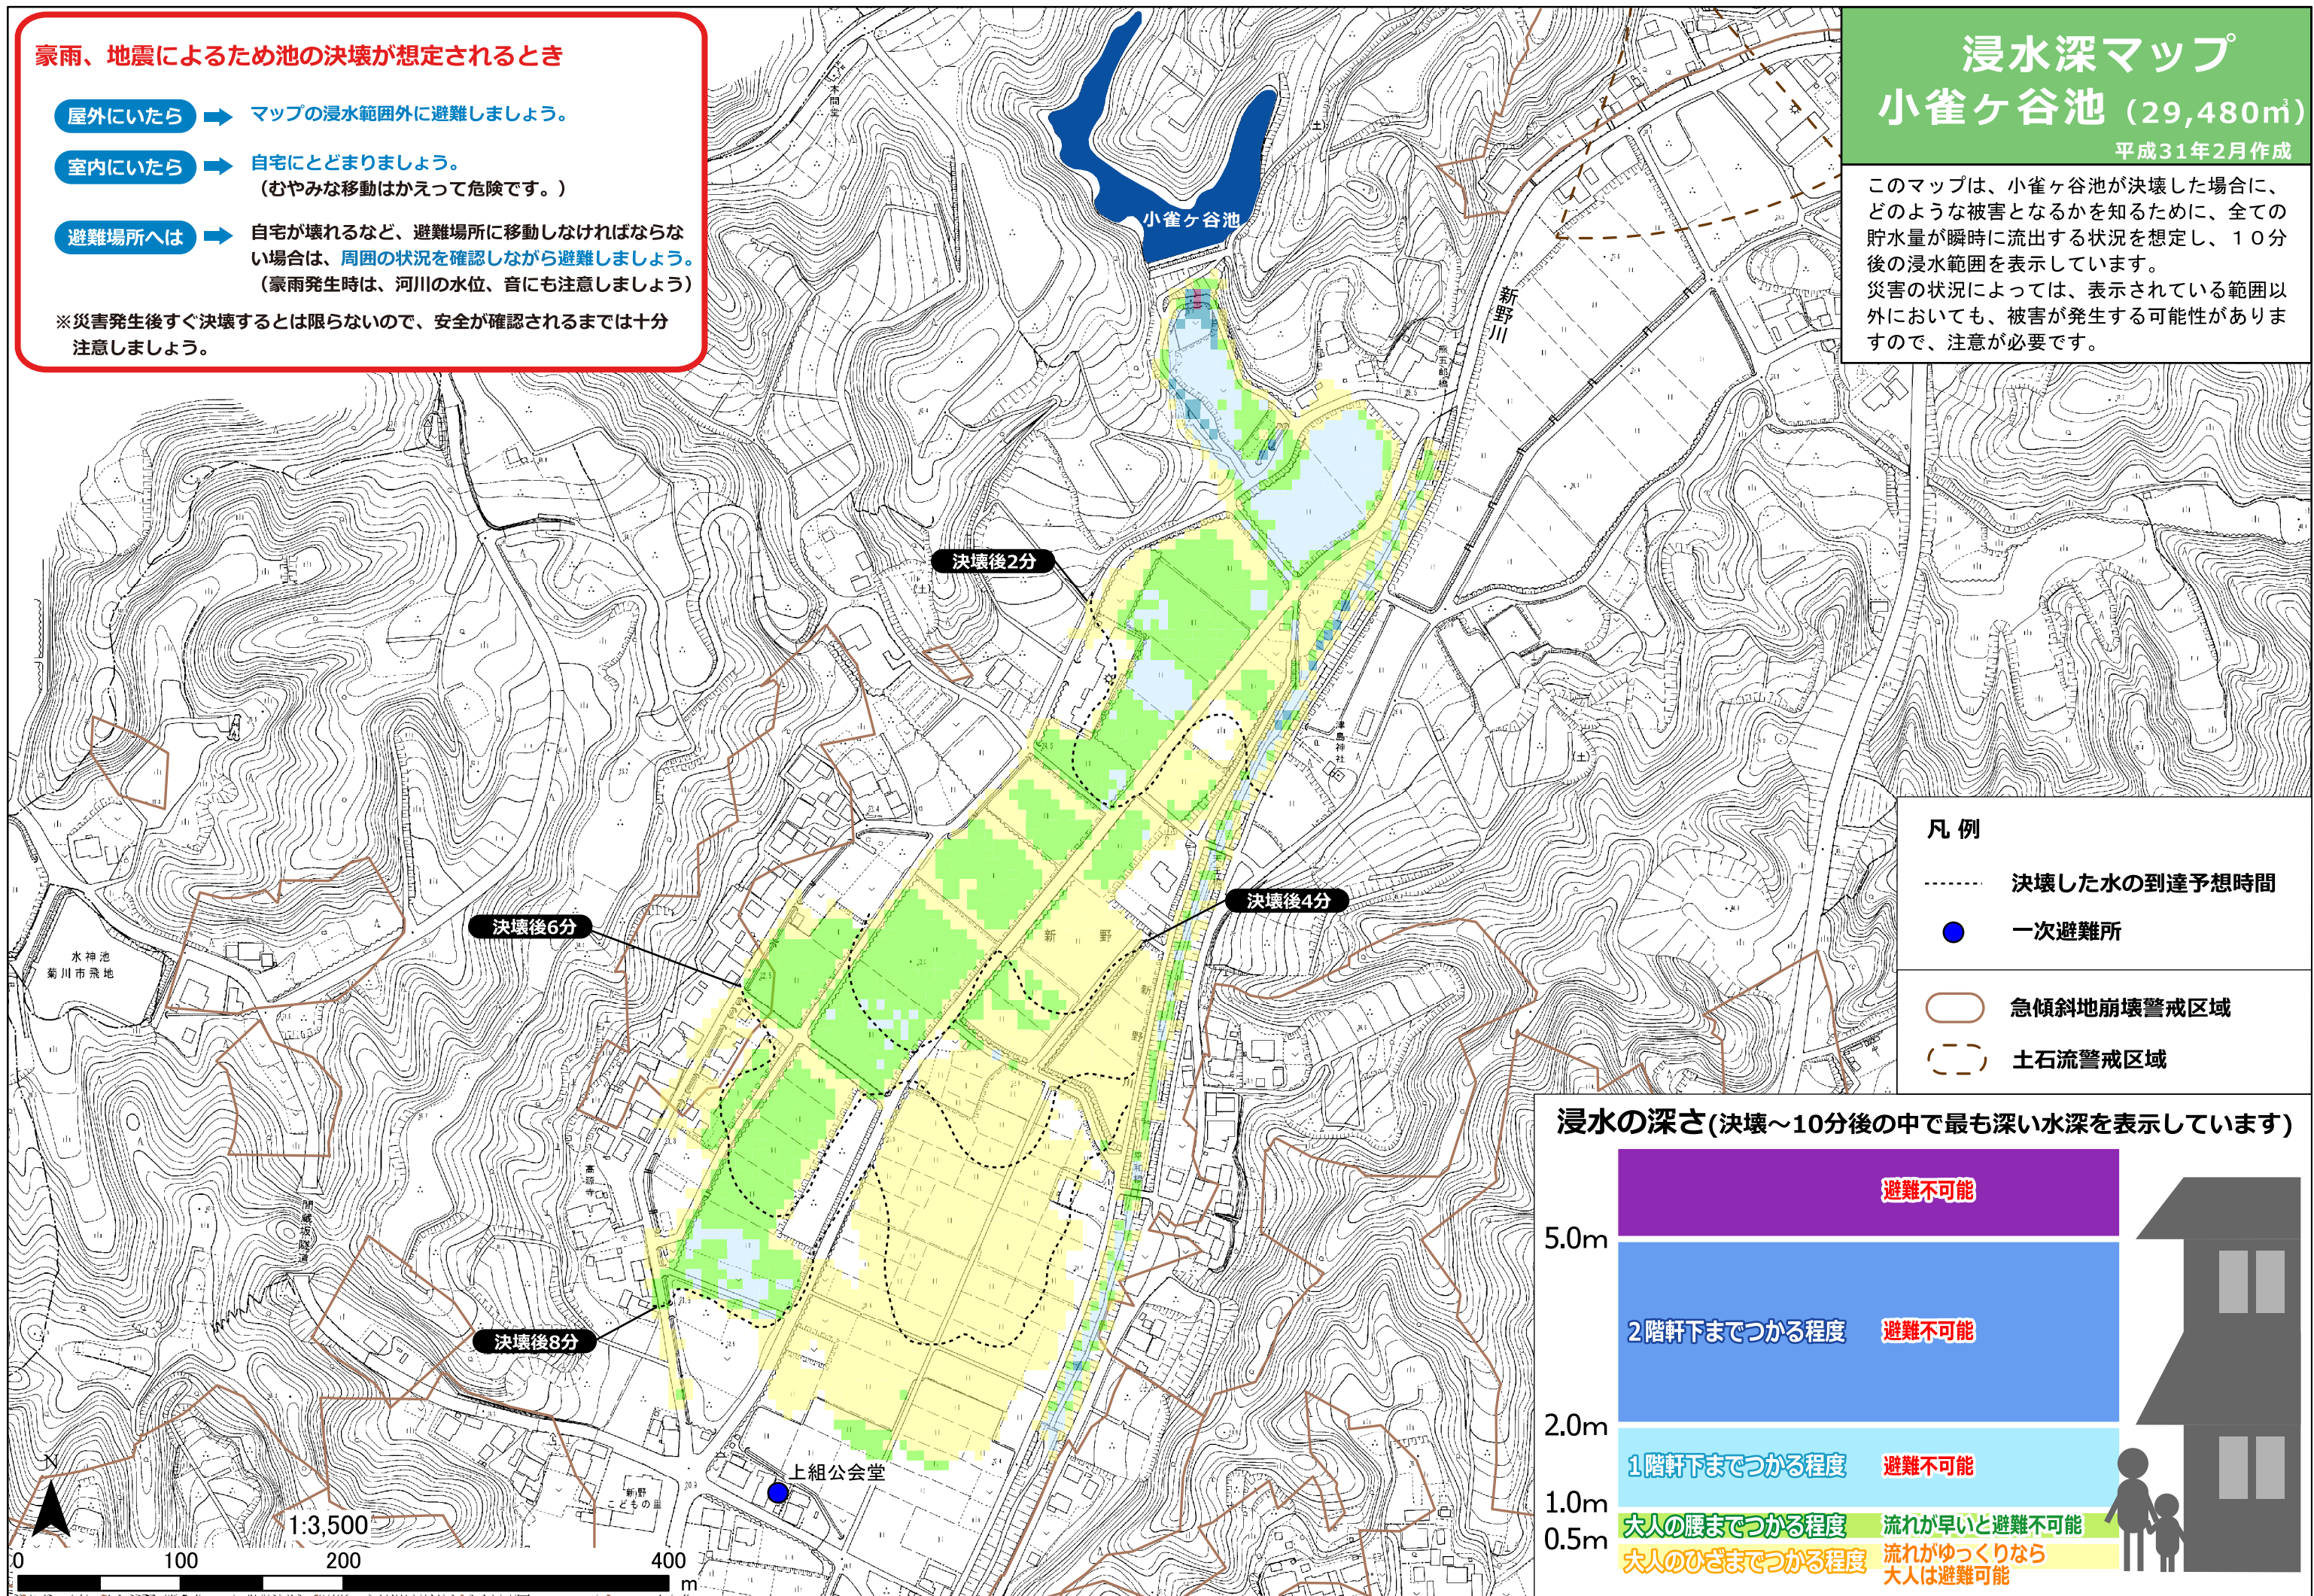 豪雨、地震によるため池の決壊が想定されるとき
屋外にいたら
マップの浸水範囲外に避難しましょう。
室内にいたら
自宅にとどまりましょう。
（むやみな移動はかえって危険です。）
避難場所へは
自宅が壊れるなど、避難場所に移動しなければならな
い場合は、周囲の状況を確認しながら避難しましょう。
（豪雨発生時は、河川の水位、音にも注意しましょう）
※災害発生後すぐ決壊するとは限らないので、安全が確認されるまでは十分
注意しましょう。
浸水深マップ
小雀ヶ谷池（29,480㎥）
平成31年2月作成
このマップは、小雀ヶ谷池が決壊した場合に、
どのような被害となるかを知るために、全ての
貯水量が瞬時に流出する状況を想定し、１０分
後の浸水範囲を表示しています。
災害の状況によっては、表示されている範囲以
外においても、被害が発生する可能性がありま
すので、注意が必要です。
小雀ヶ谷池
新野川
決壊後2分
津島神社
決壊後4分
決壊後6分
新野
新野川
水神池
菊川市飛地
高源寺
決壊後8分
上組公会堂
新野
こどもの里
凡例
決壊した水の到達予想時間
一次避難所
急傾斜地崩壊警戒区域
土石流警戒区域
浸水の深さ(決壊～10分後の中で最も深い水深を表示しています)
避難不可能
5.0m
2階軒下までつかる程度 避難不可能
2.0m
1階軒下までつかる程度 避難不可能
1.0m
大人の腰までつかる程度 流れが早いと避難不可能
0.5m
大人のひざまでつかる程度 流れがゆっくりなら
大人は避難可能
N
1:3,500
0 100 200 400
m